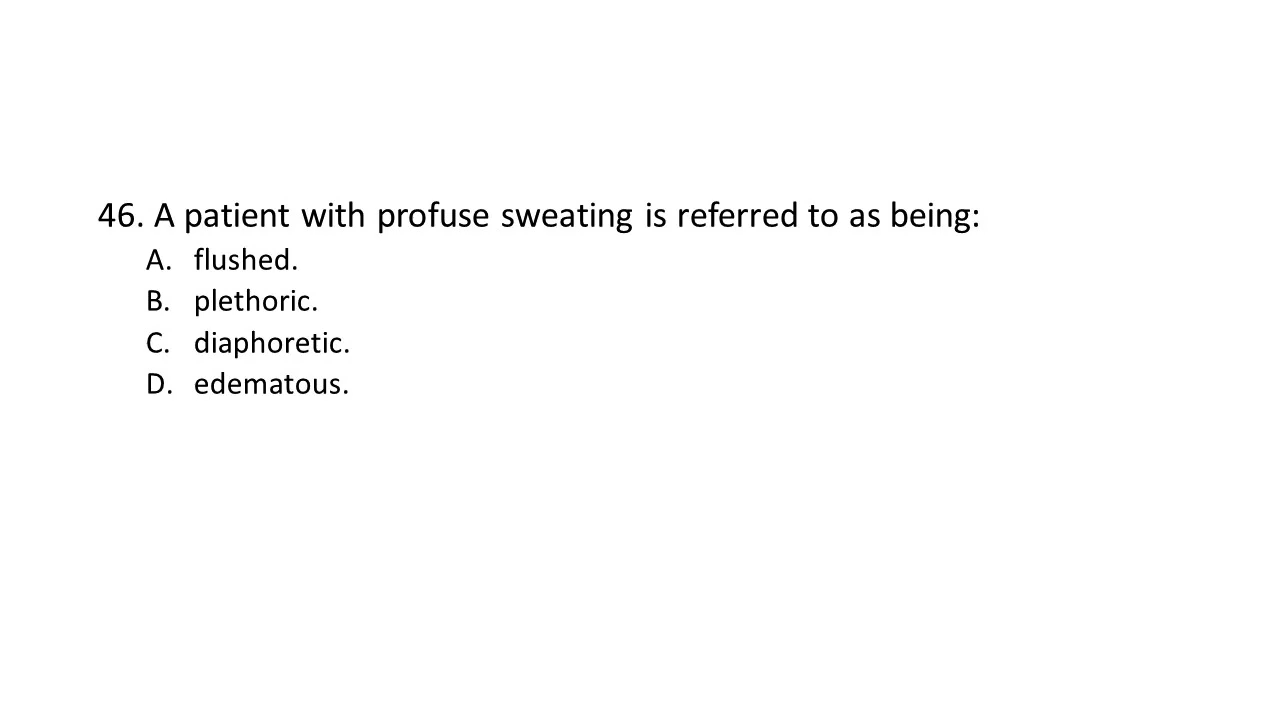 46. A patient with profuse sweating is referred to as being:
A. flushed.
B. plethoric.
C. diaphoretic.
D. edematous.